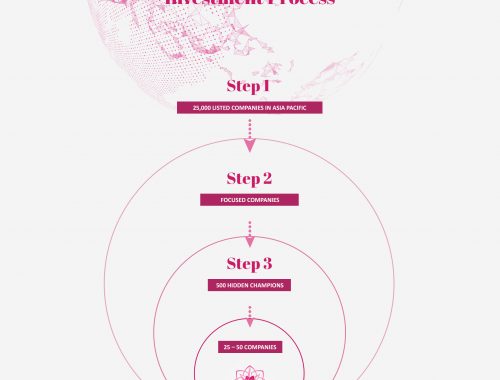 Investment Process
Step 1
25,000 LISTED COMPANIES IN ASIA PACIFIC
Step 2
FOCUSED COMPANIES
Step 3
500 HIDDEN CHAMPIONS
25 – 50 COMPANIES